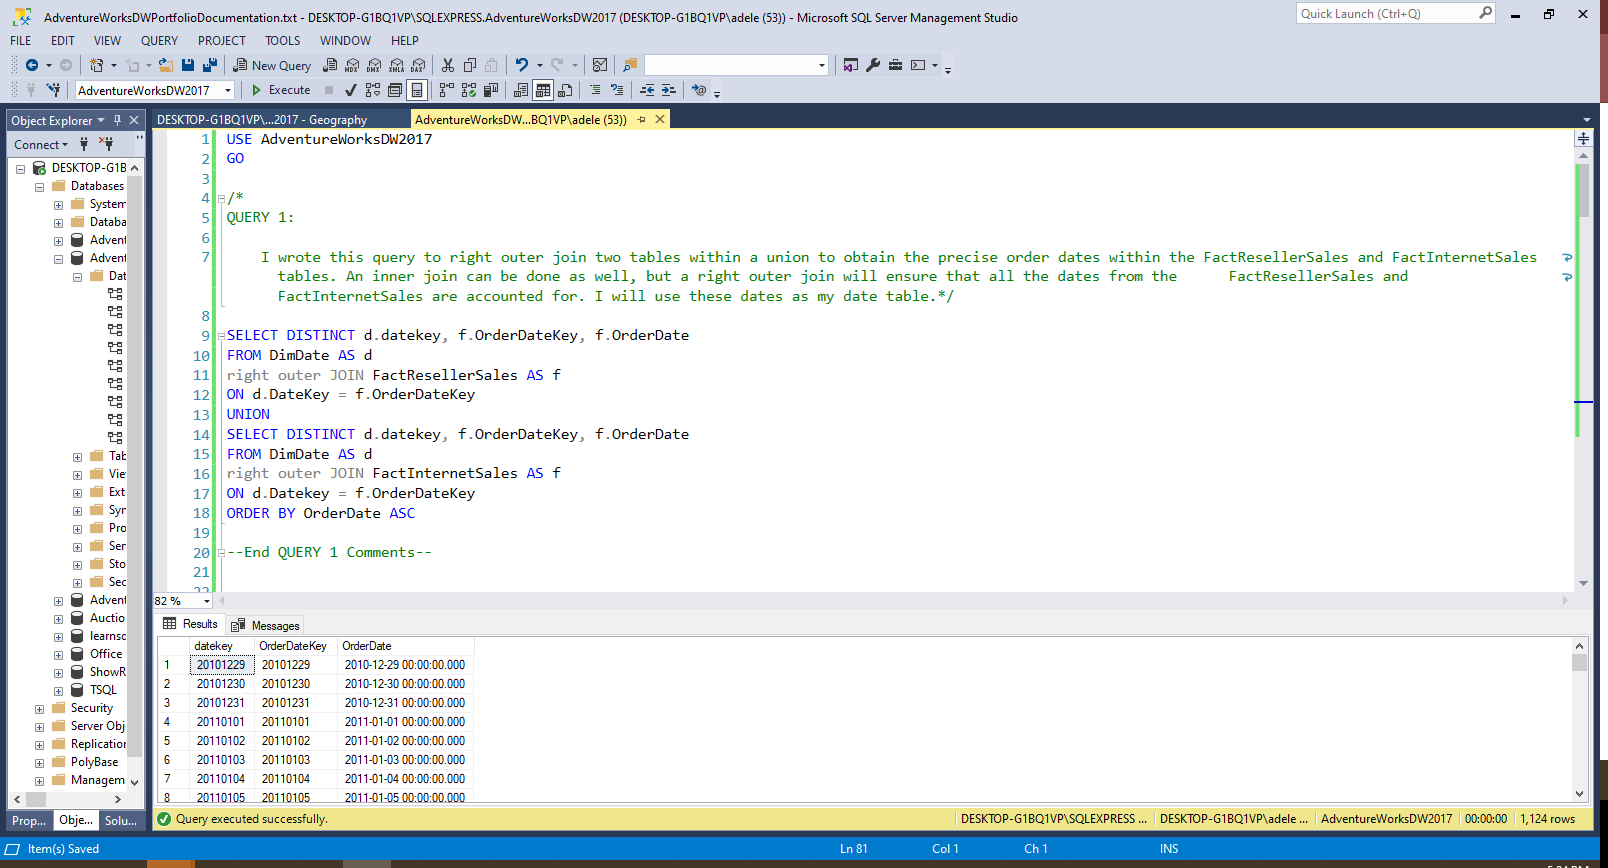 AdventureWorksDWPortfolioDocumentation.txt - DESKTOP-G1BQ1VP\SQLEXPRESS.AdventureWorksDW2017 (DESKTOP-G1BQ1VP\adele (53)) - Microsoft SQL Server Management Studio
Quick Launch (Ctrl+Q)
FILE EDIT VIEW QUERY PROJECT TOOLS WINDOW HELP
New Query MDX DMX XMLA DAX
AdventureWorksDW2017 Execute
Object Explorer
DESKTOP-G1BQ1VP\...2017 - Geography
AdventureWorksDW...BQ1VP\adele (53))
Connect
DESKTOP-G1B
Databases
System
Databa
Advent
Advent
Dat
Tab
Vie
Ext
Syn
Pro
Ser
Sto
Sec
Advent
Auctio
learnsc
Office
ShowR
TSQL
Security
Server Obj
Replication
PolyBase
Managem
Prop... Obje... Solu...
1 USE AdventureWorksDW2017
2 GO
3
4 /*
5 QUERY 1:
6
7 I wrote this query to right outer join two tables within a union to obtain the precise order dates within the FactResellerSales and FactInternetSales
tables. An inner join can be done as well, but a right outer join will ensure that all the dates from the FactResellerSales and
FactInternetSales are accounted for. I will use these dates as my date table.*/
8
9 SELECT DISTINCT d.datekey, f.OrderDateKey, f.OrderDate
10 FROM DimDate AS d
11 right outer JOIN FactResellerSales AS f
12 ON d.DateKey = f.OrderDateKey
13 UNION
14 SELECT DISTINCT d.datekey, f.OrderDateKey, f.OrderDate
15 FROM DimDate AS d
16 right outer JOIN FactInternetSales AS f
17 ON d.Datekey = f.OrderDateKey
18 ORDER BY OrderDate ASC
19
20 --End QUERY 1 Comments--
21
22
82 %
Results Messages
datekey OrderDateKey OrderDate
1 20101229 20101229 2010-12-29 00:00:00.000
2 20101230 20101230 2010-12-30 00:00:00.000
3 20101231 20101231 2010-12-31 00:00:00.000
4 20110101 20110101 2011-01-01 00:00:00.000
5 20110102 20110102 2011-01-02 00:00:00.000
6 20110103 20110103 2011-01-03 00:00:00.000
7 20110104 20110104 2011-01-04 00:00:00.000
8 20110105 20110105 2011-01-05 00:00:00.000
Query executed successfully. DESKTOP-G1BQ1VP\SQLEXPRESS ... DESKTOP-G1BQ1VP\adele ... AdventureWorksDW2017 00:00:00 1,124 rows
Item(s) Saved Ln 81 Col 1 Ch 1 INS